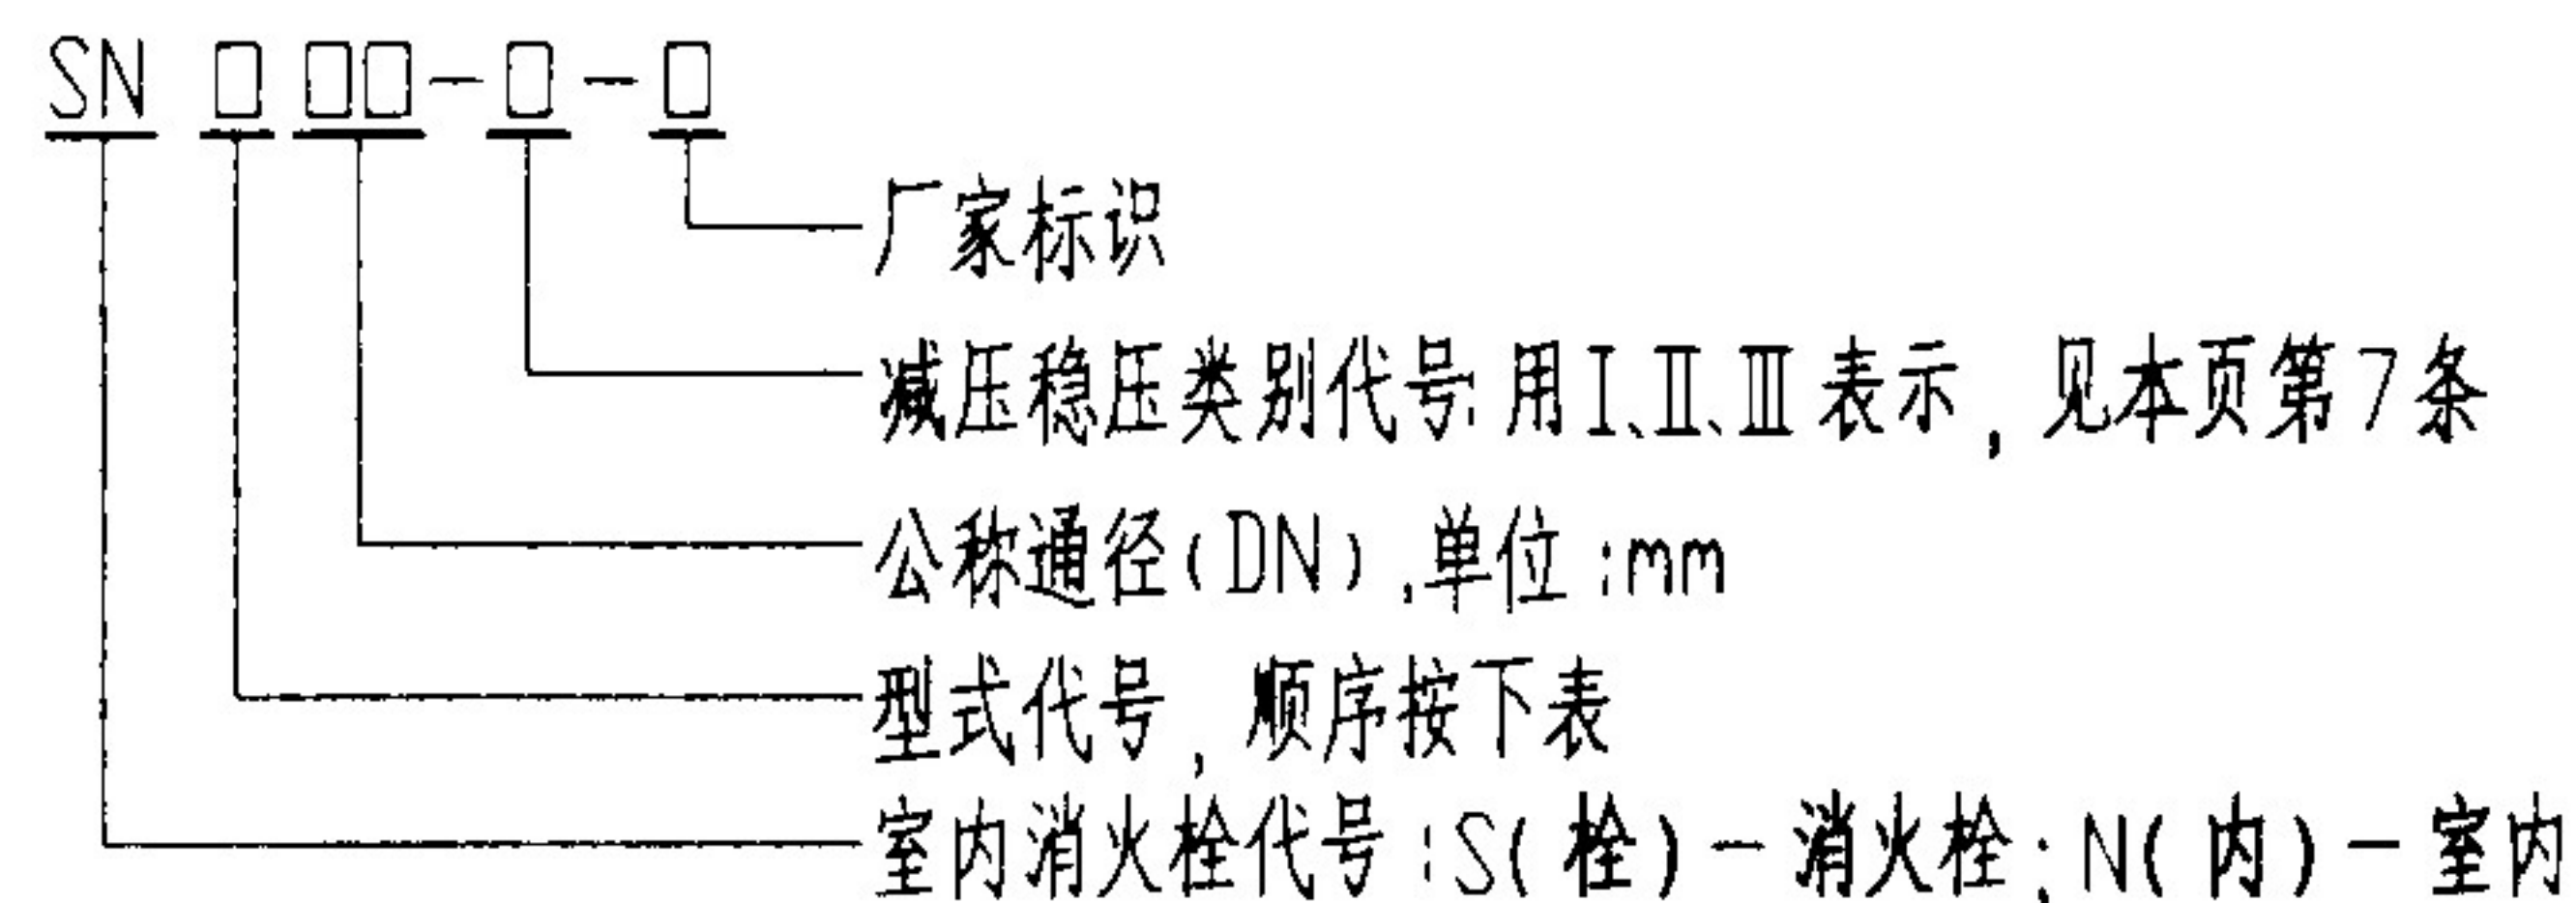 SN □ □□-□-□
厂家标识
减压稳压类别代号:用Ⅰ、Ⅱ、Ⅲ表示,见本页第7条
公称通径(DN),单位:mm
型式代号,顺序按下表
室内消火栓代号:S(栓)-消火栓;N(内)-室内